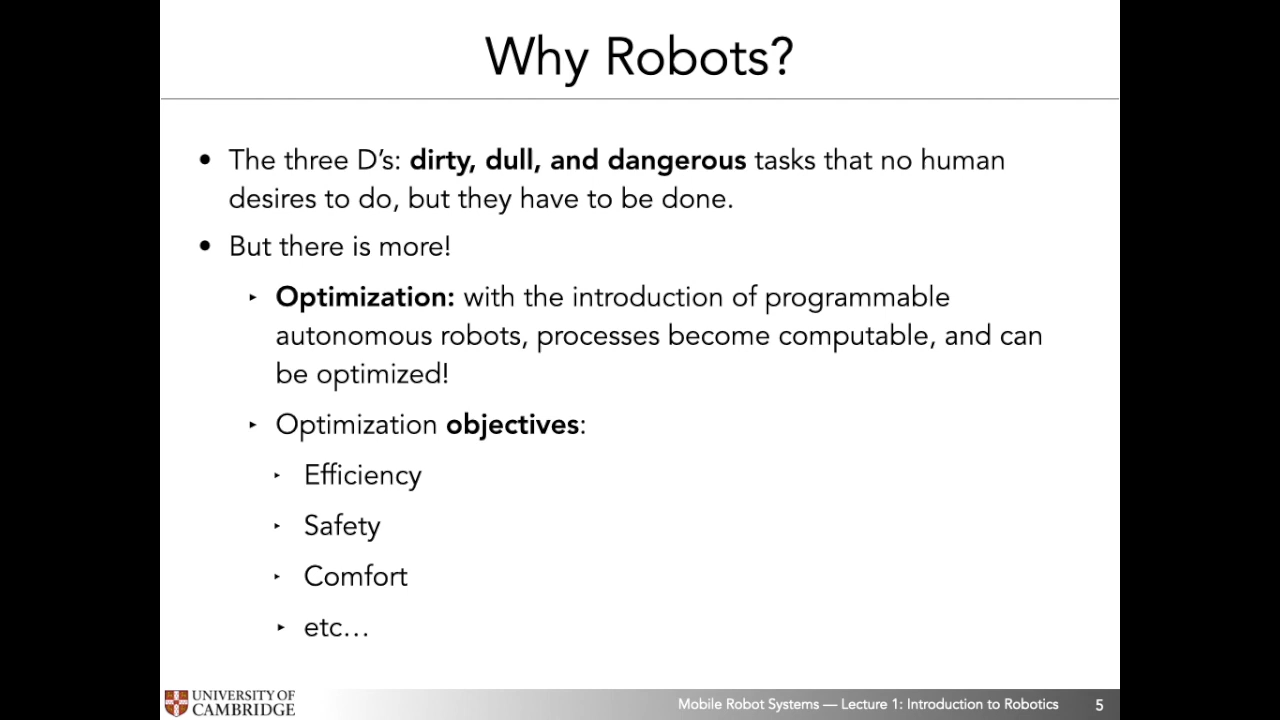 Why Robots?
• The three D's: dirty, dull, and dangerous tasks that no human
desires to do, but they have to be done.
• But there is more!
‣ Optimization: with the introduction of programmable
autonomous robots, processes become computable, and can
be optimized!
‣ Optimization objectives:
‣ Efficiency
‣ Safety
‣ Comfort
‣ etc…
UNIVERSITY OF
CAMBRIDGE
Mobile Robot Systems — Lecture 1: Introduction to Robotics 5